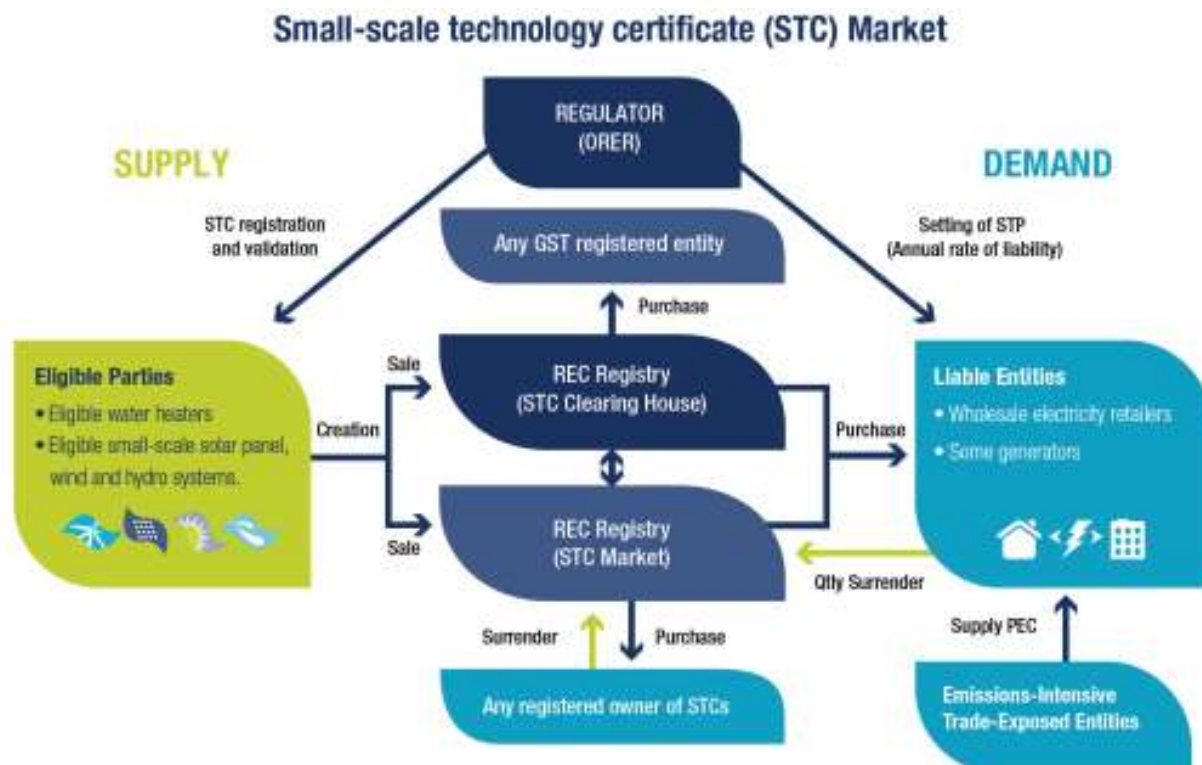 Small-scale technology certificate (STC) Market
REGULATOR
(ORER)
SUPPLY
DEMAND
STC registration
and validation
Setting of STP
(Annual rate of liability)
Any GST registered entity
Purchase
Eligible Parties
• Eligible water heaters
• Eligible small-scale solar panel,
wind and hydro systems.
Creation
Sale
Sale
REC Registry
(STC Clearing House)
REC Registry
(STC Market)
Purchase
Liable Entities
• Wholesale electricity retailers
• Some generators
Qtly Surrender
Surrender
Purchase
Supply PEC
Any registered owner of STCs
Emissions-Intensive
Trade-Exposed Entities